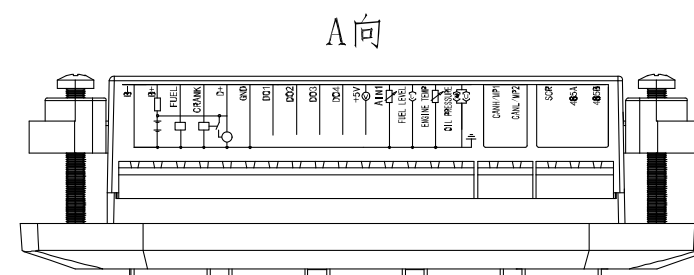 A向
B-
B+
FUEL
CRANK
D+
GND
DO1
DO2
DO3
DO4
+5V
AIN1
FUEL LEVEL
ENGINE TEMP
OIL PRESSURE
CANH/MP1
CANL/MP2
SCR
485A
485B